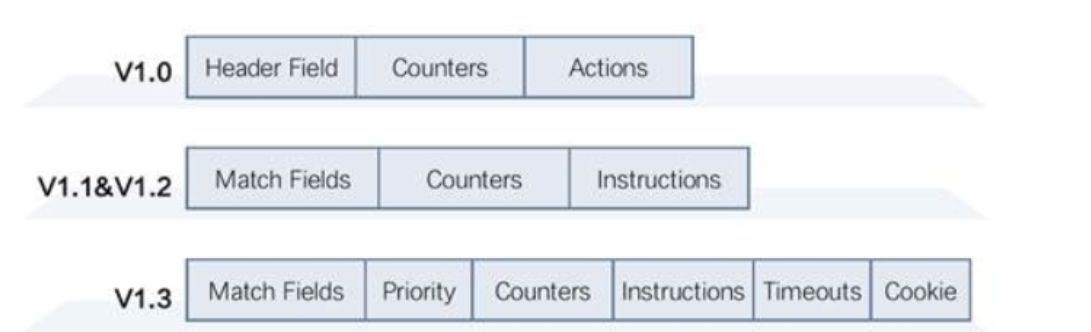 V1.0 Header Field Counters Actions
V1.1&V1.2 Match Fields Counters Instructions
V1.3 Match Fields Priority Counters Instructions Timeouts Cookie